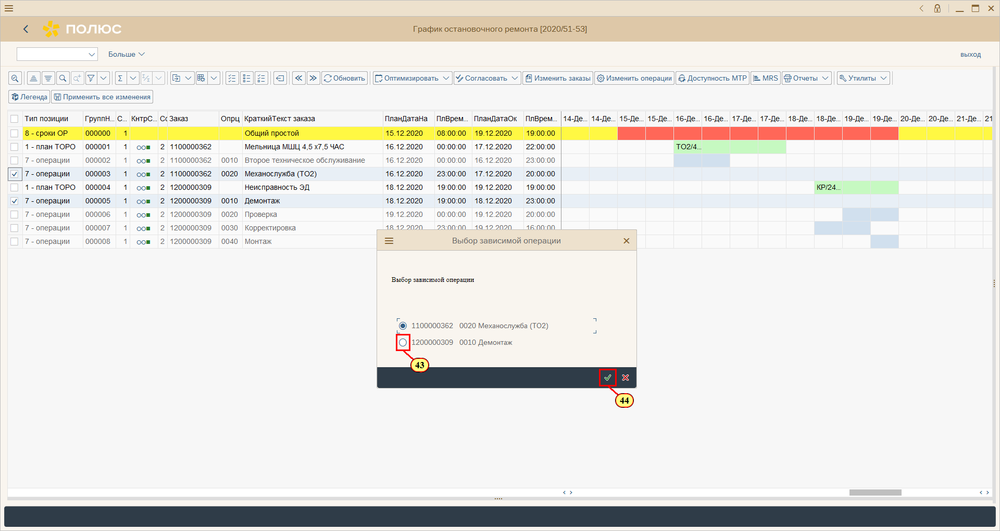 ПОЛЮС
График остановочного ремонта [2020/51-53]
Больше
выход
Обновить Оптимизировать Согласовать Изменить заказы Изменить операции Доступность МТР MRS Отчеты Утилиты
Легенда Применить все изменения
Тип позиции ГруппН... С... КнтрС... Сс Заказ Опрц КраткийТекст заказа ПланДатаНа ПлВрем... ПланДатаОк ПлВрем... 14-Де... 14-Де... 15-Де... 15-Де... 16-Де... 16-Де... 17-Де... 17-Де... 18-Де... 18-Де... 19-Де... 19-Де... 20-Де... 20-Де... 21-Де... 21
8 - сроки ОР 000000 1 Общий простой 15.12.2020 08:00:00 19.12.2020 19:00:00
1 - план ТОРО 000001 1 2 1100000362 Мельница МШЦ 4,5 х7,5 ЧАС 16.12.2020 00:00:00 17.12.2020 22:00:00 ТО2/4...
7 - операции 000002 1 2 1100000362 0010 Второе техническое обслуживание 16.12.2020 00:00:00 16.12.2020 23:00:00
7 - операции 000003 1 2 1100000362 0020 Механослужба (ТО2) 16.12.2020 23:00:00 17.12.2020 20:00:00
1 - план ТОРО 000004 1 2 1200000309 Неисправность ЭД 18.12.2020 19:00:00 19.12.2020 19:00:00 КР/24...
7 - операции 000005 1 2 1200000309 0010 Демонтаж 18.12.2020 19:00:00 18.12.2020 23:00:00
7 - операции 000006 1 2 1200000309 0020 Проверка 19.12.2020 00:00:00 19.12.2020 20:00:00
7 - операции 000007 1 2 1200000309 0030 Корректировка 18.12.2020 23:00:00 19.12.2020 16:00:00
7 - операции 000008 1 2 1200000309 0040 Монтаж
Выбор зависимой операции
Выбор зависимой операции
1100000362 0020 Механослужба (ТО2)
1200000309 0010 Демонтаж
43
44